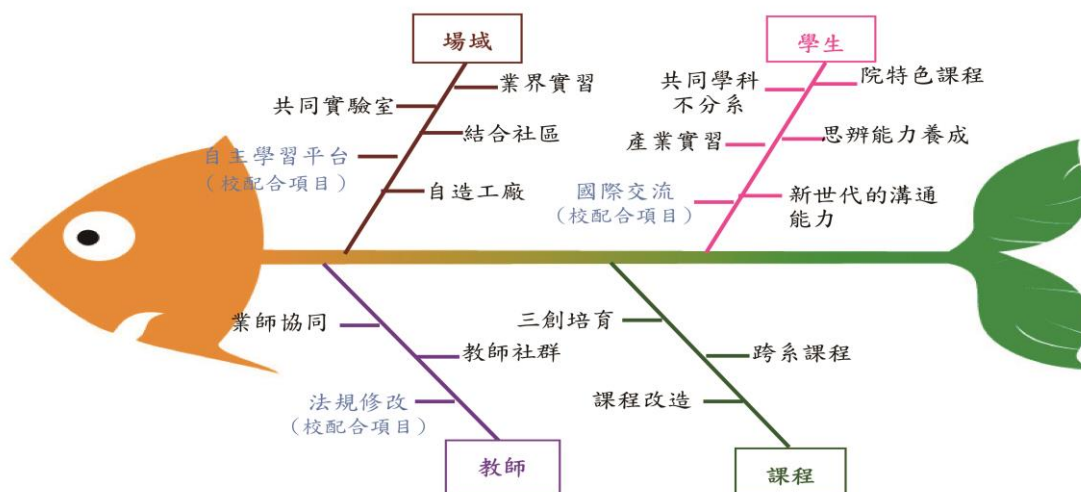 場域
業界實習
共同實驗室
結合社區
自主學習平台
（校配合項目）
自造工廠
學生
院特色課程
共同學科
不分系
思辨能力養成
產業實習
新世代的溝通
能力
國際交流
（校配合項目）
業師協同
教師社群
法規修改
（校配合項目）
教師
三創培育
跨系課程
課程改造
課程